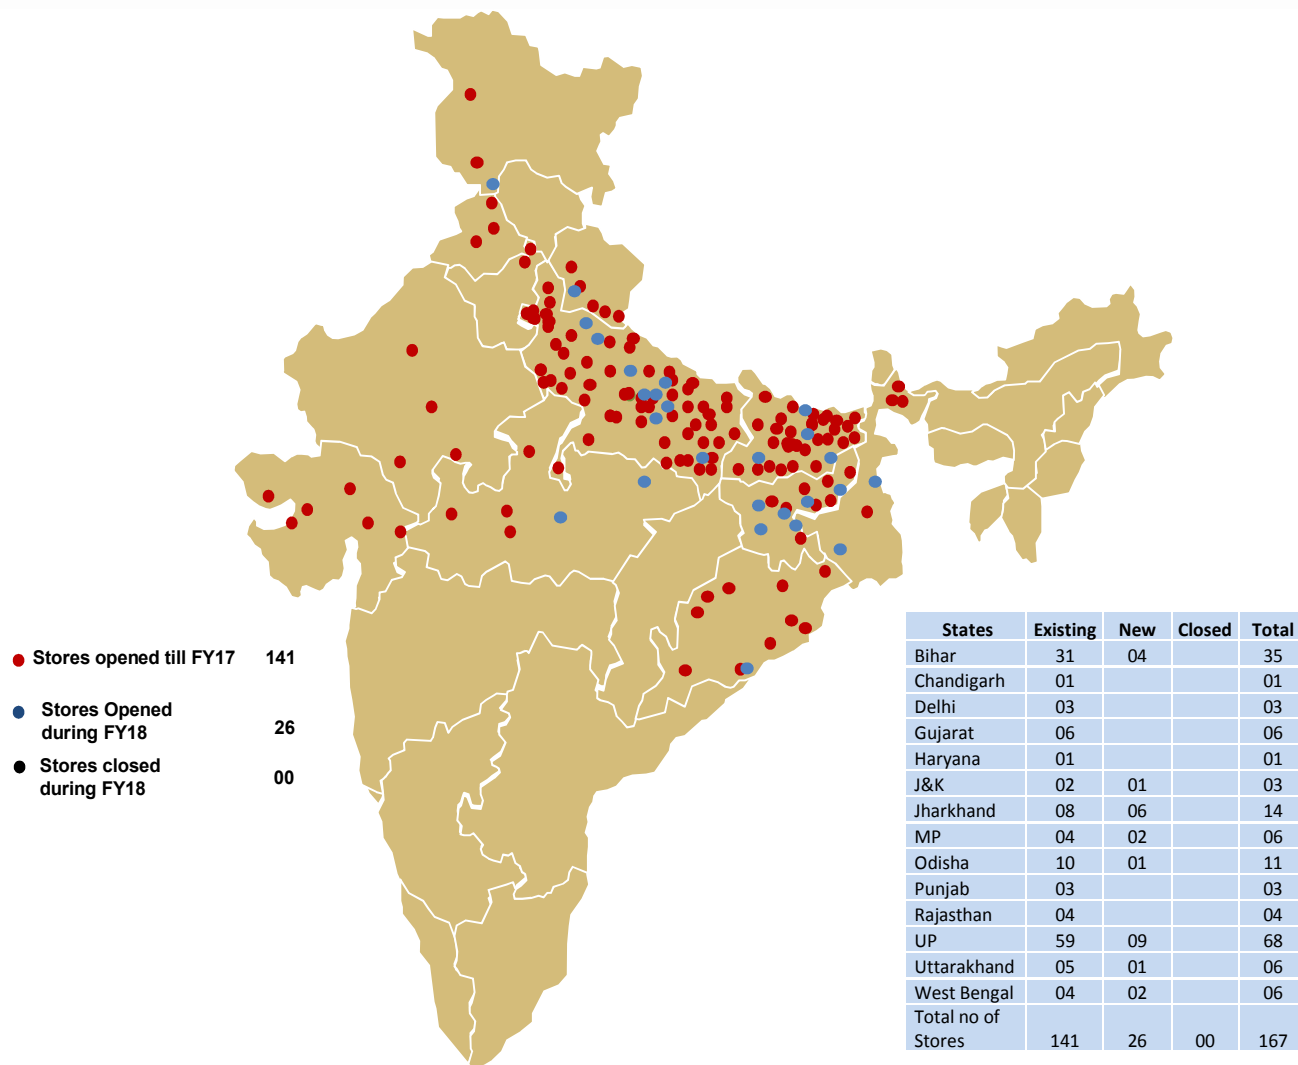 Stores opened till FY17 141
Stores Opened
during FY18 26
Stores closed
during FY18 00
States Existing New Closed Total
Bihar 31 04 35
Chandigarh 01 01
Delhi 03 03
Gujarat 06 06
Haryana 01 01
J&K 02 01 03
Jharkhand 08 06 14
MP 04 02 06
Odisha 10 01 11
Punjab 03 03
Rajasthan 04 04
UP 59 09 68
Uttarakhand 05 01 06
West Bengal 04 02 06
Total no of
Stores 141 26 00 167